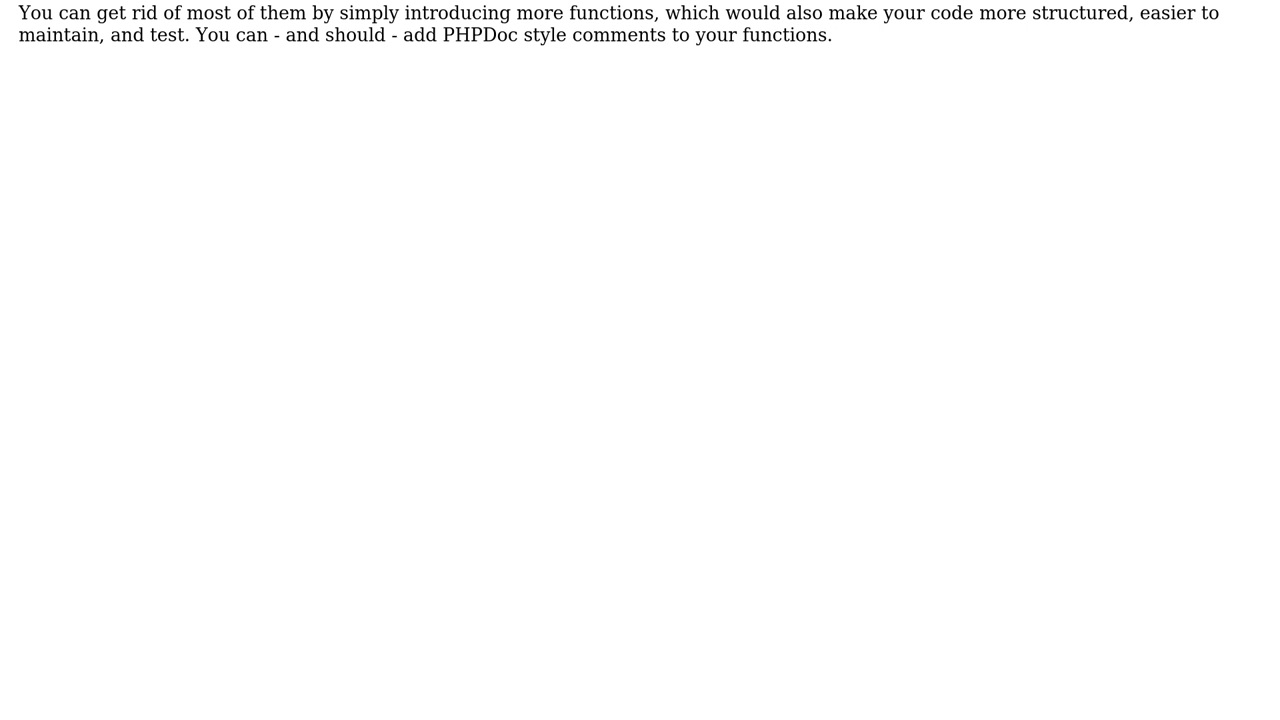 You can get rid of most of them by simply introducing more functions, which would also make your code more structured, easier to
maintain, and test. You can - and should - add PHPDoc style comments to your functions.